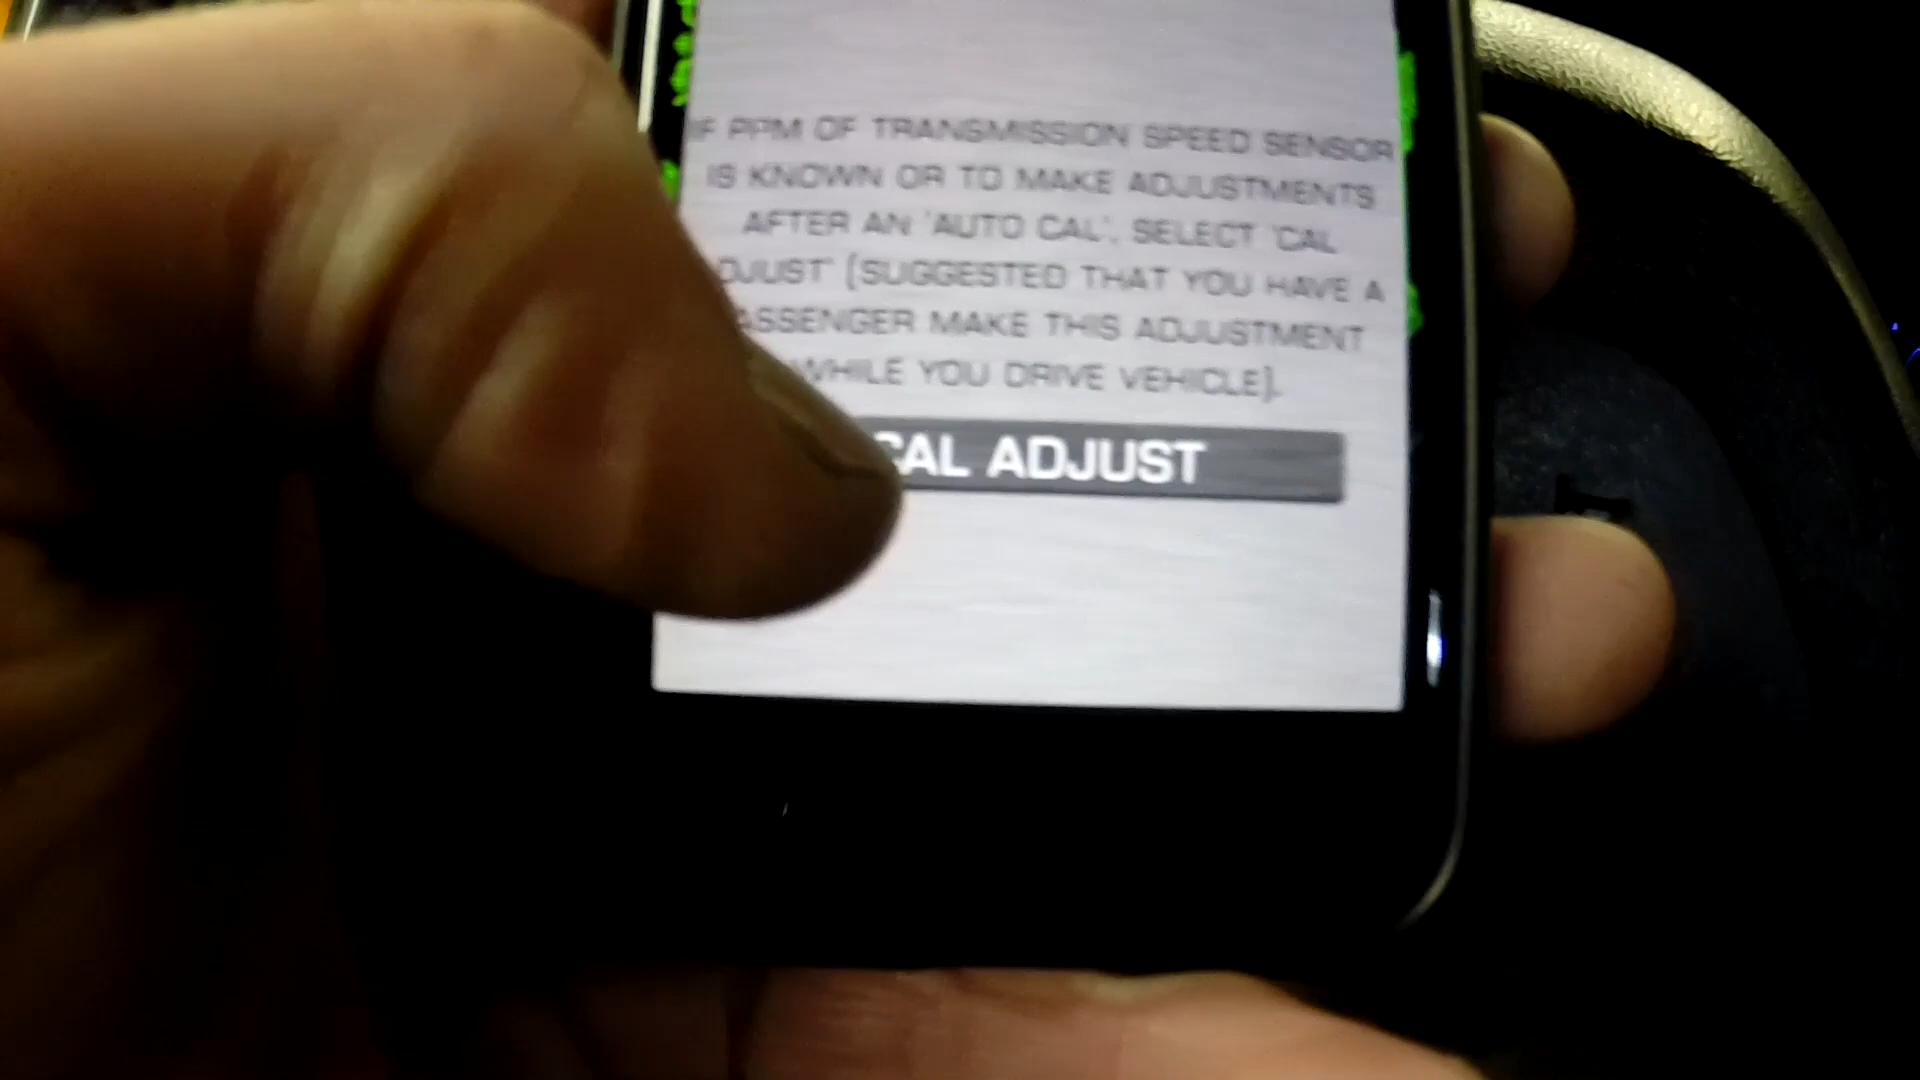 IF PPM OF TRANSMISSION SPEED SENSOR
IS KNOWN OR TO MAKE ADJUSTMENTS
AFTER AN 'AUTO CAL', SELECT 'CAL
DJUST' (SUGGESTED THAT YOU HAVE A
ASSENGER MAKE THIS ADJUSTMENT
WHILE YOU DRIVE VEHICLE).
CAL ADJUST